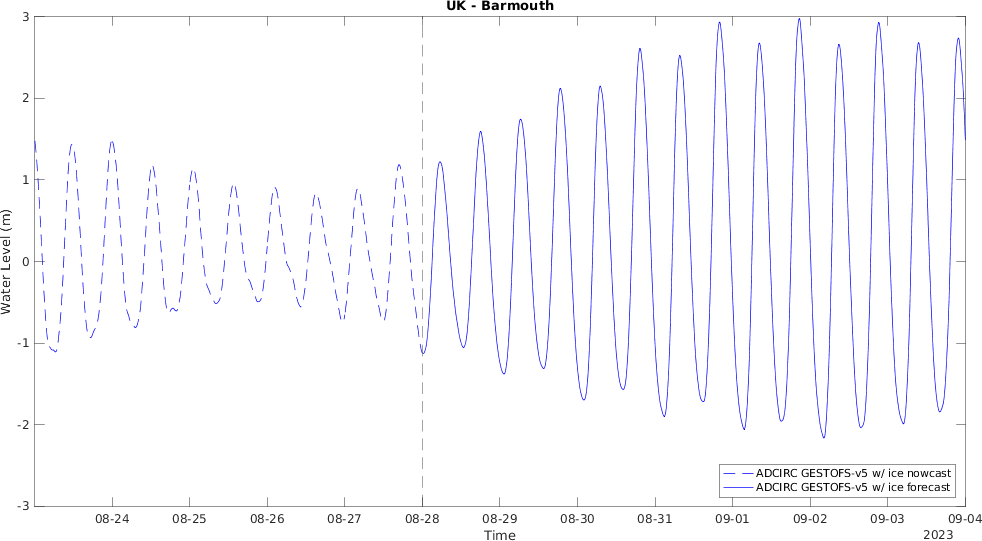 UK - Barmouth
3
2
1
0
-1
-2
-3
Water Level (m)
ADCIRC GESTOFS-v5 w/ ice nowcast
ADCIRC GESTOFS-v5 w/ ice forecast
08-24 08-25 08-26 08-27 08-28 08-29 08-30 08-31 09-01 09-02 09-03 09-04
Time
2023